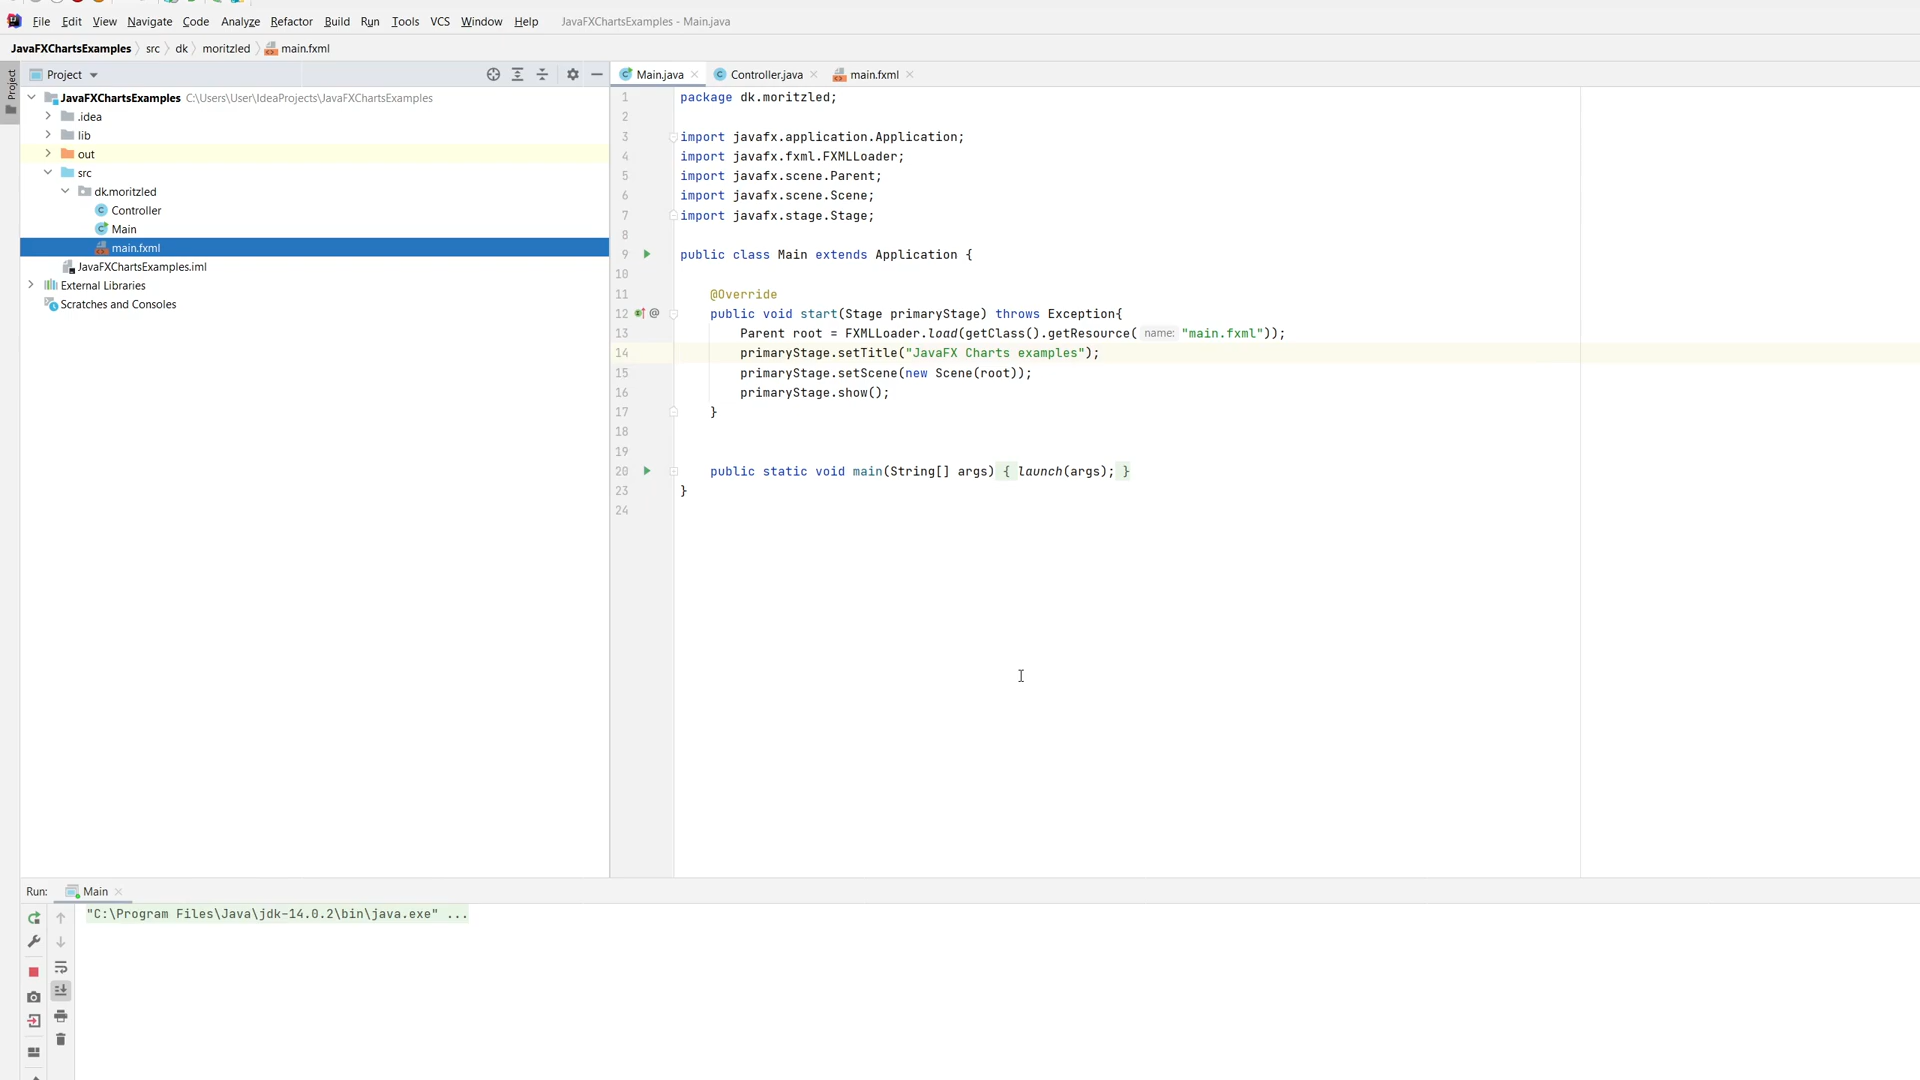 File Edit View Navigate Code Analyze Refactor Build Run Tools VCS Window Help JavaFXChartsExamples - Main.java
JavaFXChartsExamples src dk moritzled main.fxml
Project
Project
JavaFXChartsExamples C:\Users\User\IdeaProjects\JavaFXChartsExamples
.idea
lib
out
src
dk.moritzled
Controller
Main
main.fxml
JavaFXChartsExamples.iml
External Libraries
Scratches and Consoles
Main.java Controller.java main.fxml
1 package dk.moritzled;
2
3 import javafx.application.Application;
4 import javafx.fxml.FXMLLoader;
5 import javafx.scene.Parent;
6 import javafx.scene.Scene;
7 import javafx.stage.Stage;
8
9 public class Main extends Application {
10
11 @Override
12 @ public void start(Stage primaryStage) throws Exception{
13 Parent root = FXMLLoader.load(getClass().getResource( name: "main.fxml"));
14 primaryStage.setTitle("JavaFX Charts examples");
15 primaryStage.setScene(new Scene(root));
16 primaryStage.show();
17 }
18
19
20 public static void main(String[] args) { launch(args); }
23 }
24
Run: Main
"C:\Program Files\Java\jdk-14.0.2\bin\java.exe" ...